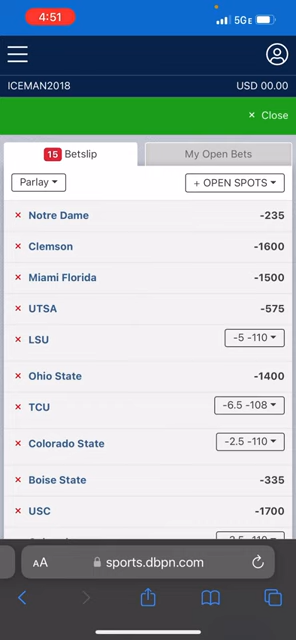 4:51
5GE
ICEMAN2018 USD 00.00
× Close
15 Betslip My Open Bets
Parlay + OPEN SPOTS
× Notre Dame -235
× Clemson -1600
× Miami Florida -1500
× UTSA -575
× LSU -5 -110
× Ohio State -1400
× TCU -6.5 -108
× Colorado State -2.5 -110
× Boise State -335
× USC -1700
AA sports.dbpn.com